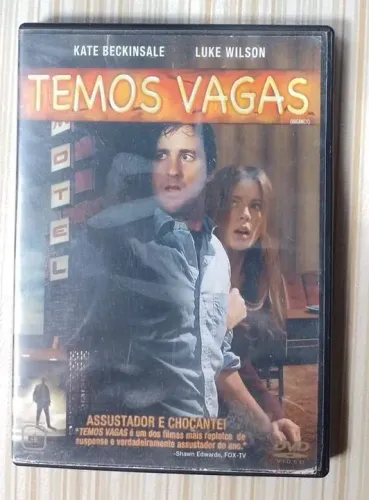 KATE BECKINSALE LUKE WILSON
TEMOS VAGAS
(VACANCY)
HOTEL
ASSUSTADOR E CHOCANTE!
"TEMOS VAGAS é um dos filmes mais repletos de
suspense e verdadeiramente assustador do ano."
-Shawn Edwards, FOX-TV
DVD
VIDEO